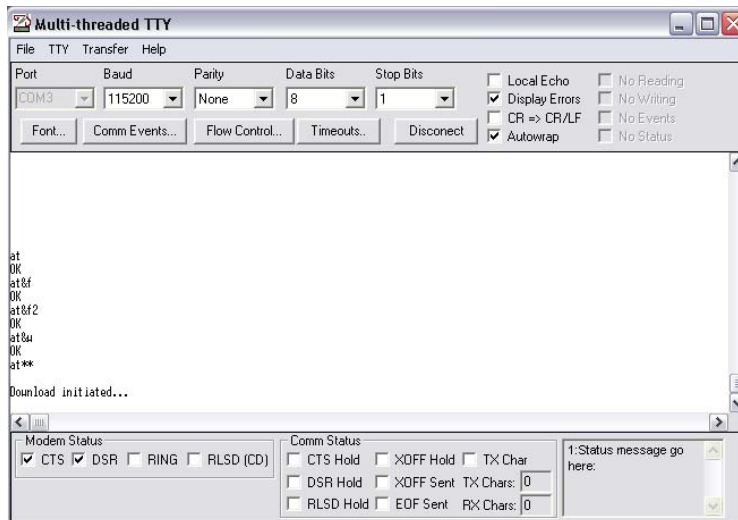 Multi-threaded TTY
File TTY Transfer Help
Port Baud Parity Data Bits Stop Bits
COM3 115200 None 8 1
Local Echo No Reading
Display Errors No Writing
CR => CR/LF No Events
Autowrap No Status
Font... Comm Events... Flow Control... Timeouts.. Disconect
at
OK
at&f
OK
at&f2
OK
at&w
OK
at**
Download initiated...
Modem Status Comm Status
CTS DSR RING RLSD (CD) CTS Hold XOFF Hold TX Char
DSR Hold XOFF Sent TX Chars: 0
RLSD Hold EOF Sent RX Chars: 0
1:Status message go
here: